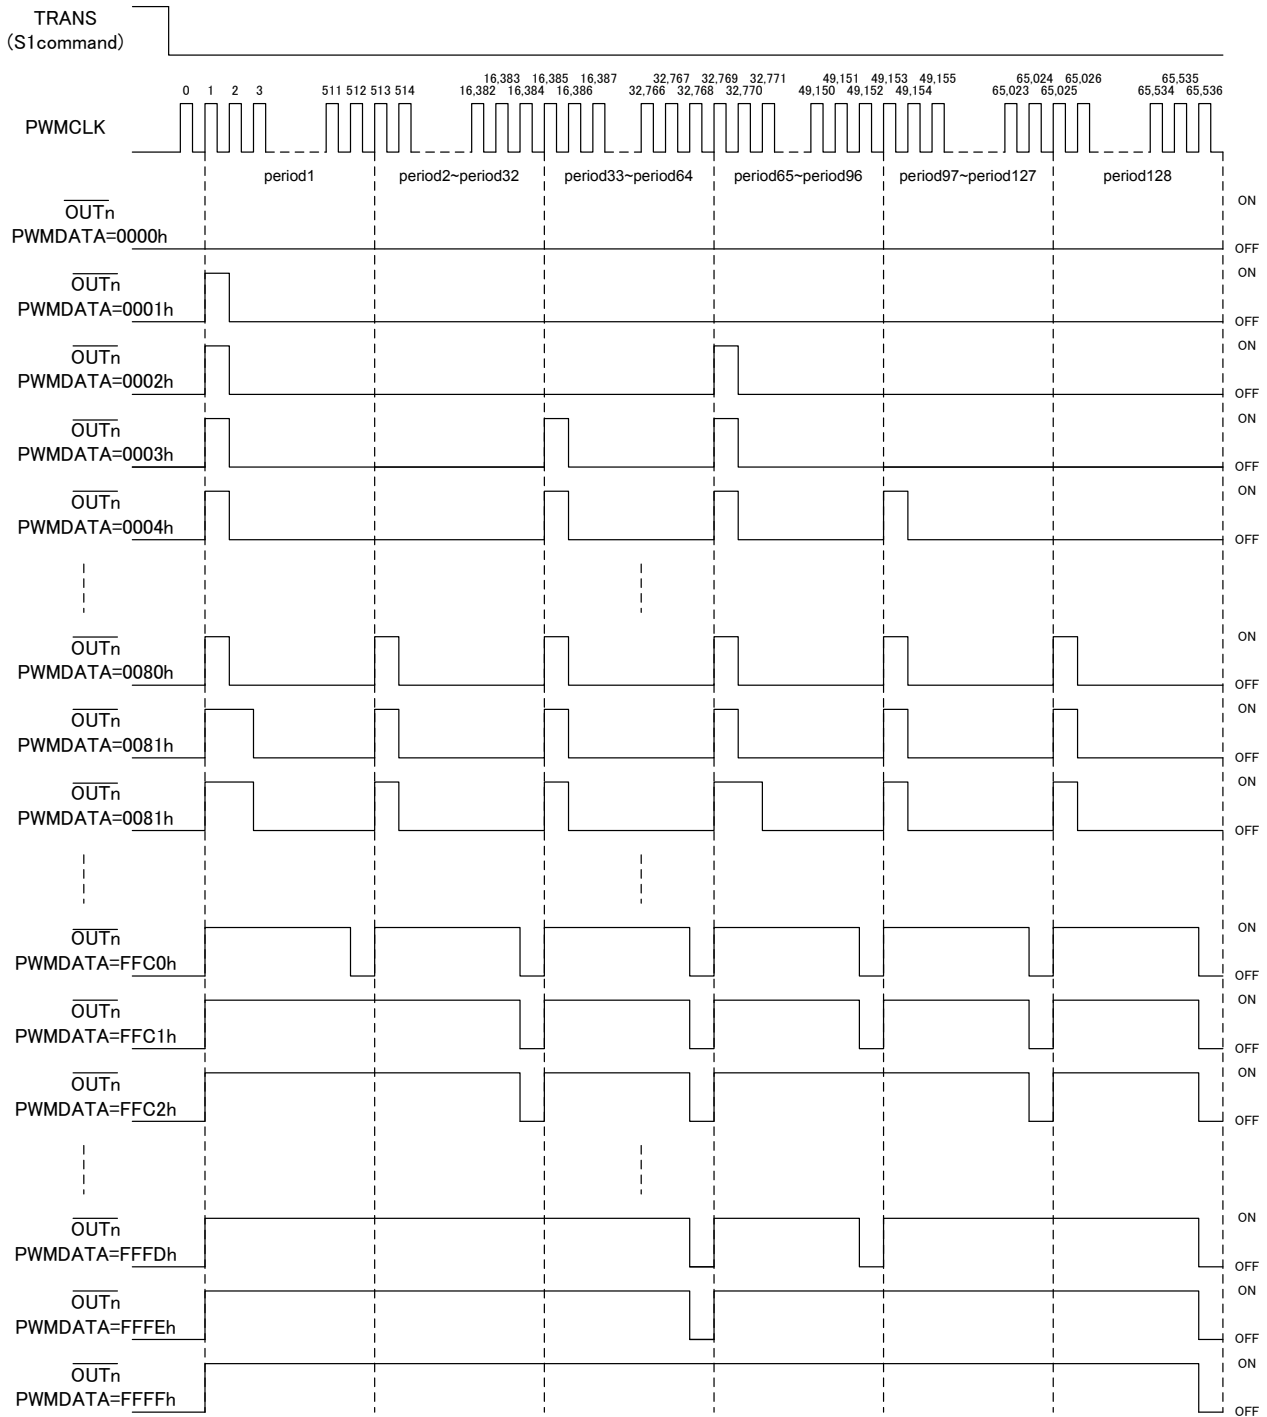 TRANS
(S1command)
16,383 16,385 16,387 32,767 32,769 32,771 49,151 49,153 49,155 65,024 65,026 65,535
0 1 2 3 511 512 513 514 16,382 16,384 16,386 32,766 32,768 32,770 49,150 49,152 49,154 65,023 65,025 65,534 65,536
PWMCLK
period1 period2~period32 period33~period64 period65~period96 period97~period127 period128
ON
OUTn
PWMDATA=0000h
OFF
ON
OUTn
PWMDATA=0001h
OFF
ON
OUTn
PWMDATA=0002h
OFF
ON
OUTn
PWMDATA=0003h
OFF
ON
OUTn
PWMDATA=0004h
OFF
ON
OUTn
PWMDATA=0080h
OFF
ON
OUTn
PWMDATA=0081h
OFF
ON
OUTn
PWMDATA=0081h
OFF
ON
OUTn
PWMDATA=FFC0h
OFF
ON
OUTn
PWMDATA=FFC1h
OFF
ON
OUTn
PWMDATA=FFC2h
OFF
ON
OUTn
PWMDATA=FFFDh
OFF
ON
OUTn
PWMDATA=FFFEh
OFF
ON
OUTn
PWMDATA=FFFFh
OFF